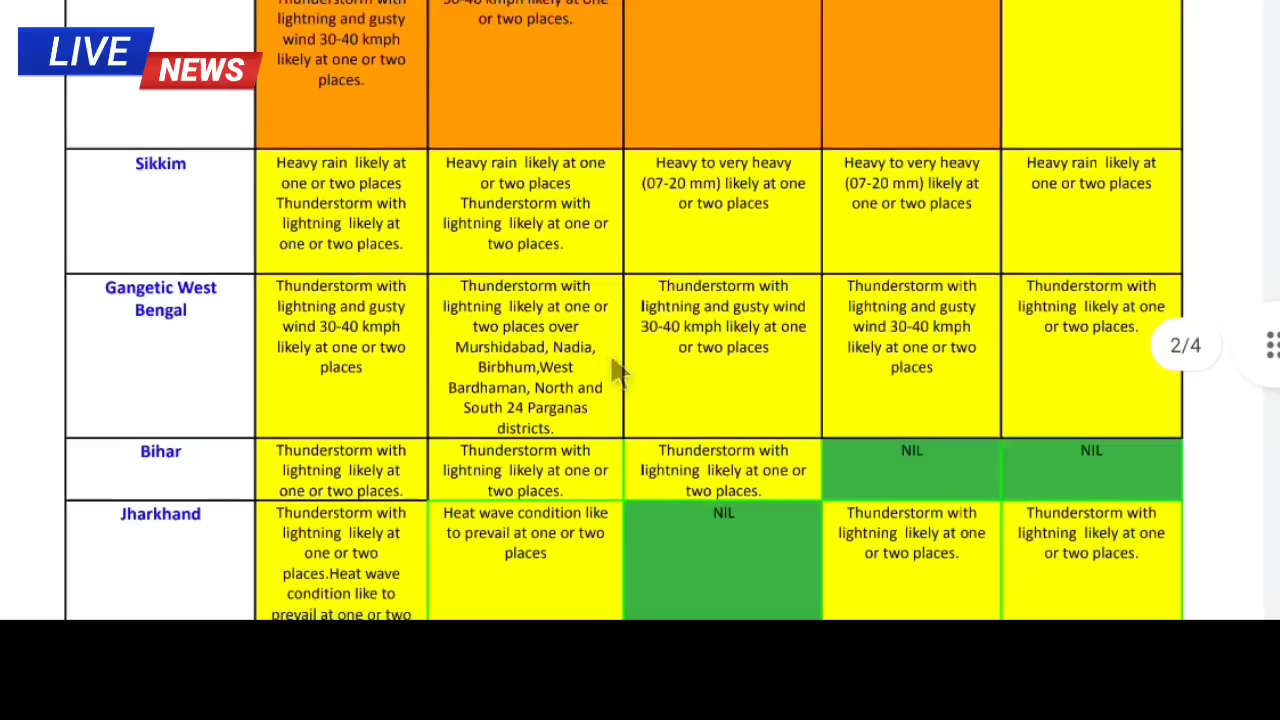 Thunderstorm with
lightning and gusty
wind 30-40 kmph
likely at one or two
places.
30-40 kmph likely at one
or two places.
LIVE
NEWS
Sikkim
Heavy rain likely at
one or two places
Thunderstorm with
lightning likely at
one or two places.
Heavy rain likely at one
or two places
Thunderstorm with
lightning likely at one or
two places.
Heavy to very heavy
(07-20 mm) likely at one
or two places
Heavy to very heavy
(07-20 mm) likely at
one or two places
Heavy rain likely at
one or two places
Gangetic West
Bengal
Thunderstorm with
lightning and gusty
wind 30-40 kmph
likely at one or two
places
Thunderstorm with
lightning likely at one or
two places over
Murshidabad, Nadia,
Birbhum,West
Bardhaman, North and
South 24 Parganas
districts.
Thunderstorm with
lightning and gusty wind
30-40 kmph likely at one
or two places
Thunderstorm with
lightning and gusty
wind 30-40 kmph
likely at one or two
places
Thunderstorm with
lightning likely at one
or two places.
2/4
Bihar
Thunderstorm with
lightning likely at
one or two places.
Thunderstorm with
lightning likely at one or
two places.
Thunderstorm with
lightning likely at one or
two places.
NIL
NIL
Jharkhand
Thunderstorm with
lightning likely at
one or two
places.Heat wave
condition like to
prevail at one or two
Heat wave condition like
to prevail at one or two
places
NIL
Thunderstorm with
lightning likely at one
or two places.
Thunderstorm with
lightning likely at one
or two places.